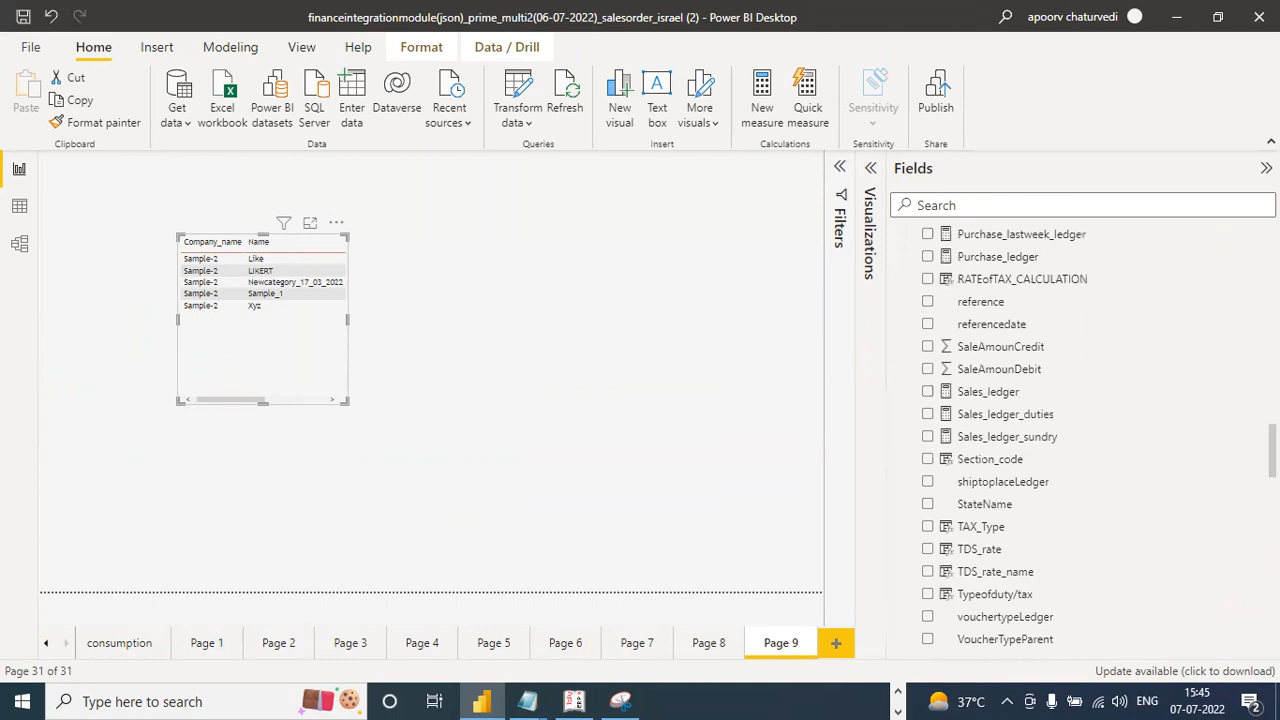 financeintegrationmodule(json)_prime_multi2(06-07-2022)_salesorder_israel (2) - Power BI Desktop
apoorv chaturvedi
File
Home
Insert
Modeling
View
Help
Format
Data / Drill
Paste
Cut
Copy
Format painter
Get data
Excel workbook
Power BI datasets
SQL Server
Enter data
Dataverse
Recent sources
Transform data
Refresh
New visual
Text box
More visuals
New measure
Quick measure
Sensitivity
Publish
Clipboard
Data
Queries
Insert
Calculations
Sensitivity
Share
Company_name Name
Sample-2 Like
Sample-2 LIKERT
Sample-2 Newcategory_17_03_2022
Sample-2 Sample_1
Sample-2 Xyz
Filters
Visualizations
Fields
Search
Purchase_lastweek_ledger
Purchase_ledger
RATEofTAX_CALCULATION
reference
referencedate
SaleAmounCredit
SaleAmounDebit
Sales_ledger
Sales_ledger_duties
Sales_ledger_sundry
Section_code
shiptoplaceLedger
StateName
TAX_Type
TDS_rate
TDS_rate_name
Typeofduty/tax
vouchertypeLedger
VoucherTypeParent
consumption
Page 1
Page 2
Page 3
Page 4
Page 5
Page 6
Page 7
Page 8
Page 9
Page 31 of 31
Update available (click to download)
Type here to search
37°C
ENG
15:45
07-07-2022
2